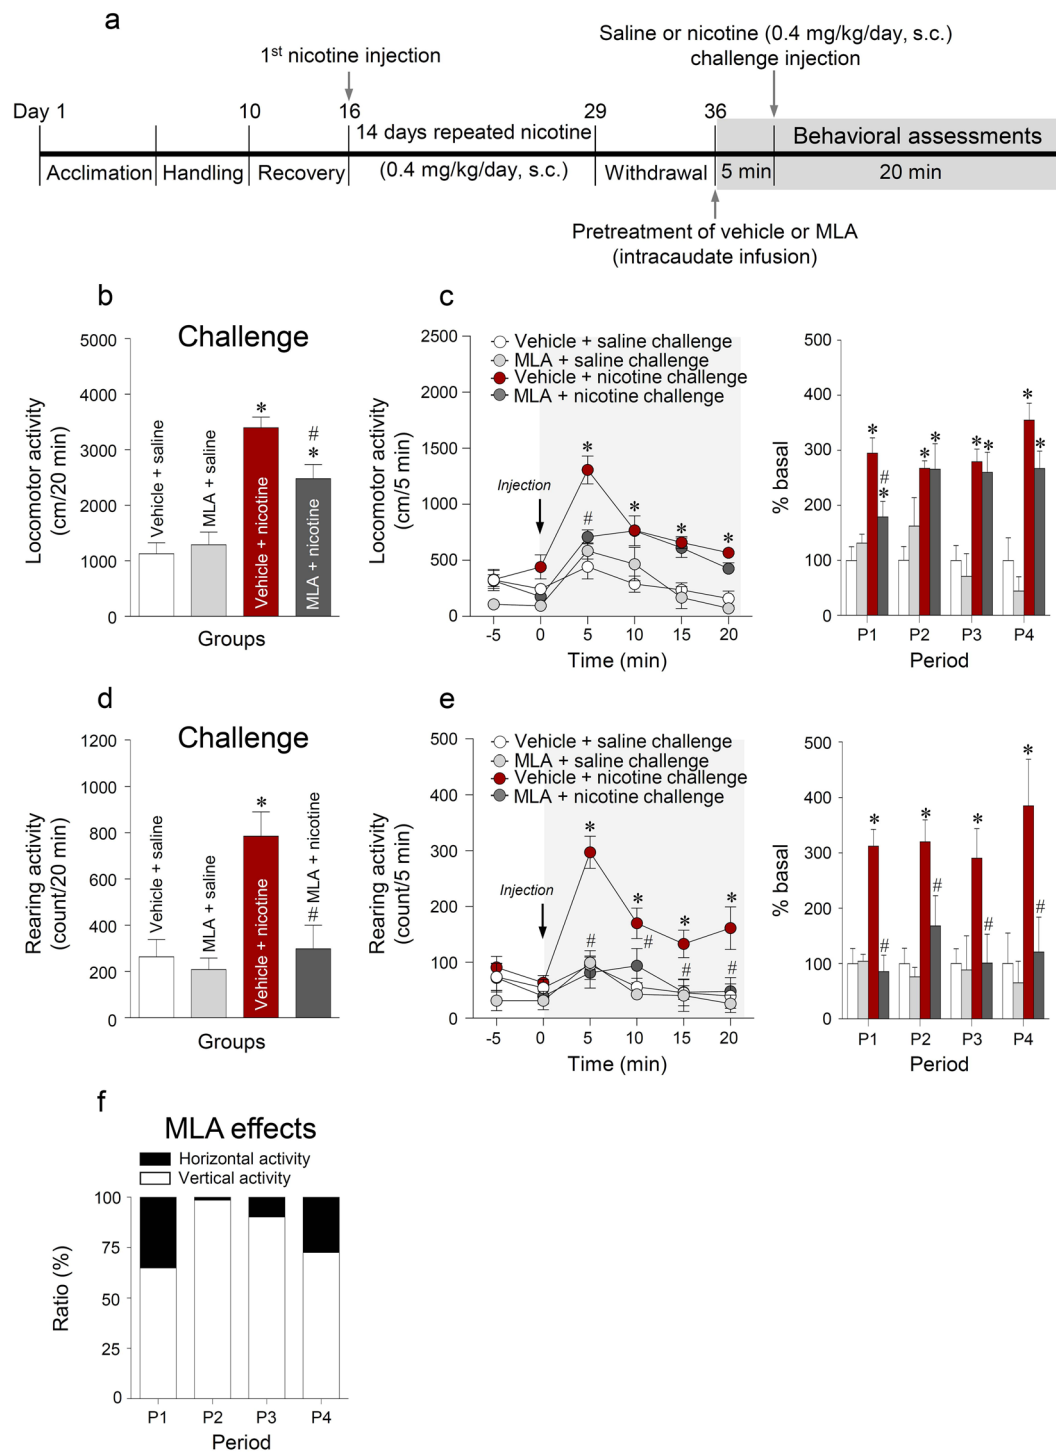 a
Saline or nicotine (0.4 mg/kg/day, s.c.)
challenge injection
1st nicotine injection
Day 1
10
16
29
36
14 days repeated nicotine
Behavioral assessments
Acclimation
Handling
Recovery
(0.4 mg/kg/day, s.c.)
Withdrawal
5 min
20 min
Pretreatment of vehicle or MLA
(intracaudate infusion)
b
Challenge
Locomotor activity
(cm/20 min)
5000
4000
3000
2000
1000
0
Vehicle + saline
MLA + saline
*
Vehicle + nicotine
#
*
MLA + nicotine
Groups
c
Locomotor activity
(cm/5 min)
2500
2000
1500
1000
500
0
Vehicle + saline challenge
MLA + saline challenge
Vehicle + nicotine challenge
MLA + nicotine challenge
Injection
*
#
*
*
*
-5
0
5
10
15
20
Time (min)
% basal
500
400
300
200
100
0
*
#
*
*
*
*
*
*
*
P1
P2
P3
P4
Period
d
Challenge
Rearing activity
(count/20 min)
1200
1000
800
600
400
200
0
Vehicle + saline
MLA + saline
*
Vehicle + nicotine
# MLA + nicotine
Groups
e
Rearing activity
(count/5 min)
500
400
300
200
100
0
Vehicle + saline challenge
MLA + saline challenge
Vehicle + nicotine challenge
MLA + nicotine challenge
Injection
*
#
*
#
*
#
*
#
-5
0
5
10
15
20
Time (min)
% basal
500
400
300
200
100
0
*
#
*
#
*
#
*
#
P1
P2
P3
P4
Period
f
MLA effects
Horizontal activity
Vertical activity
Ratio (%)
100
75
50
25
0
P1
P2
P3
P4
Period